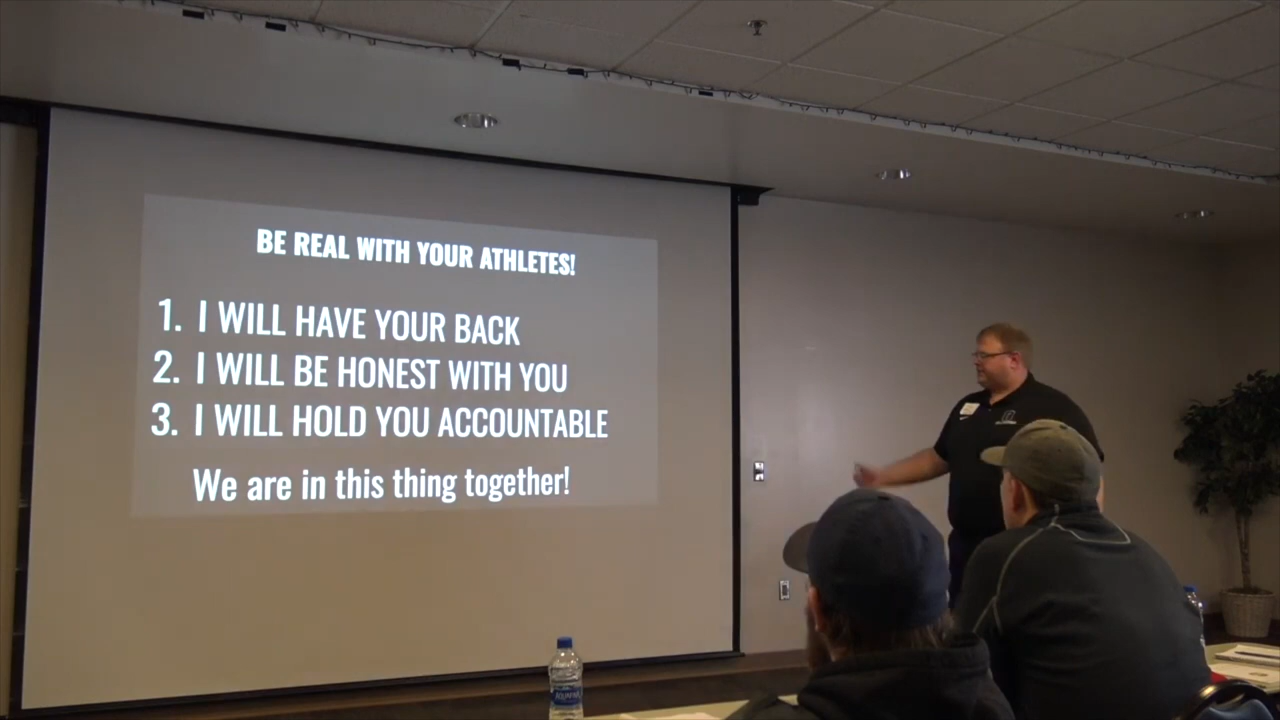 BE REAL WITH YOUR ATHLETES!
1. I WILL HAVE YOUR BACK
2. I WILL BE HONEST WITH YOU
3. I WILL HOLD YOU ACCOUNTABLE
We are in this thing together!